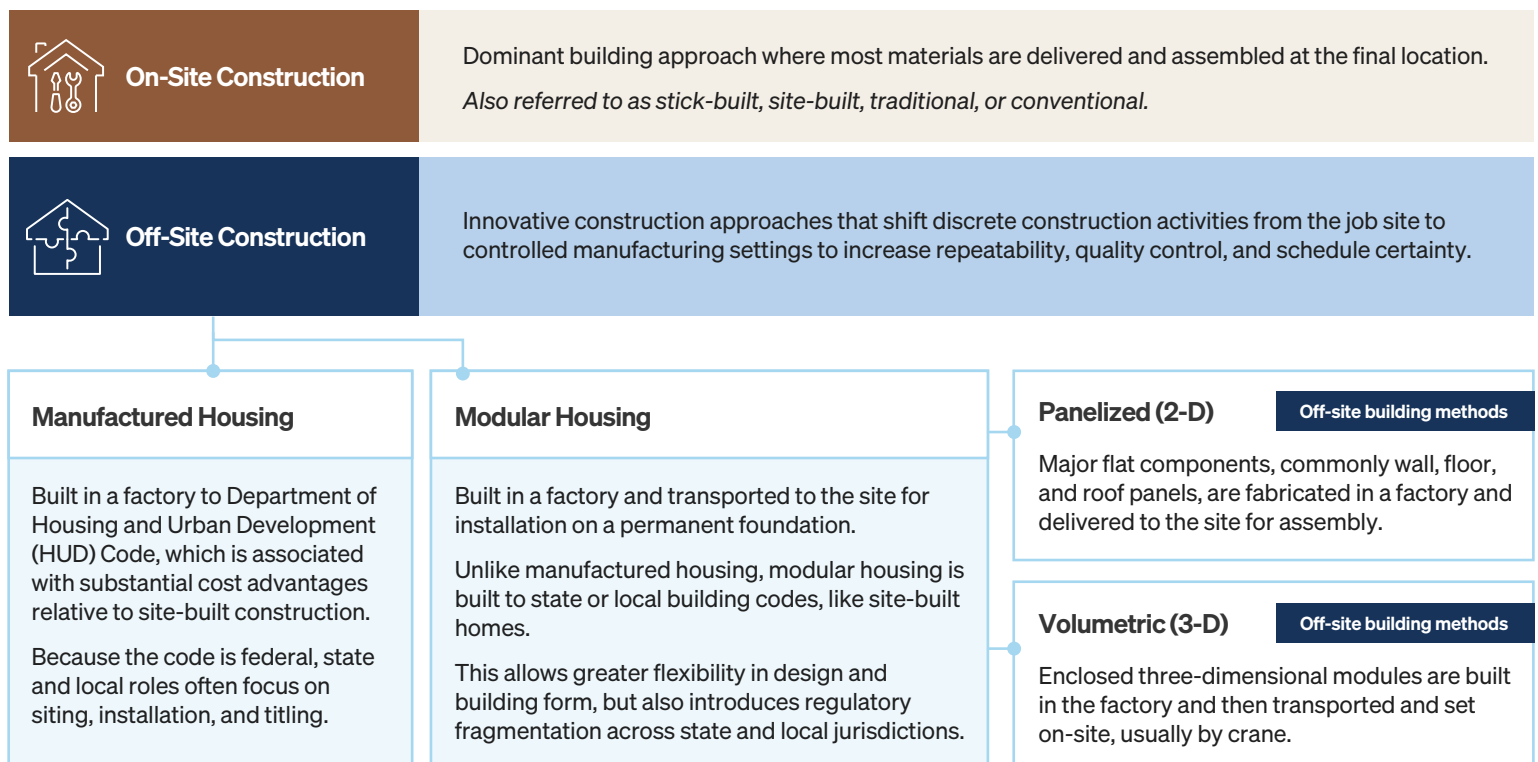 On-Site Construction
Dominant building approach where most materials are delivered and assembled at the final location.
Also referred to as stick-built, site-built, traditional, or conventional.
Off-Site Construction
Innovative construction approaches that shift discrete construction activities from the job site to
controlled manufacturing settings to increase repeatability, quality control, and schedule certainty.
Manufactured Housing
Built in a factory to Department of
Housing and Urban Development
(HUD) Code, which is associated
with substantial cost advantages
relative to site-built construction.
Because the code is federal, state
and local roles often focus on
siting, installation, and titling.
Modular Housing
Built in a factory and transported to the site for
installation on a permanent foundation.
Unlike manufactured housing, modular housing is
built to state or local building codes, like site-built
homes.
This allows greater flexibility in design and
building form, but also introduces regulatory
fragmentation across state and local jurisdictions.
Panelized (2-D)
Off-site building methods
Major flat components, commonly wall, floor,
and roof panels, are fabricated in a factory and
delivered to the site for assembly.
Volumetric (3-D)
Off-site building methods
Enclosed three-dimensional modules are built
in the factory and then transported and set
on-site, usually by crane.